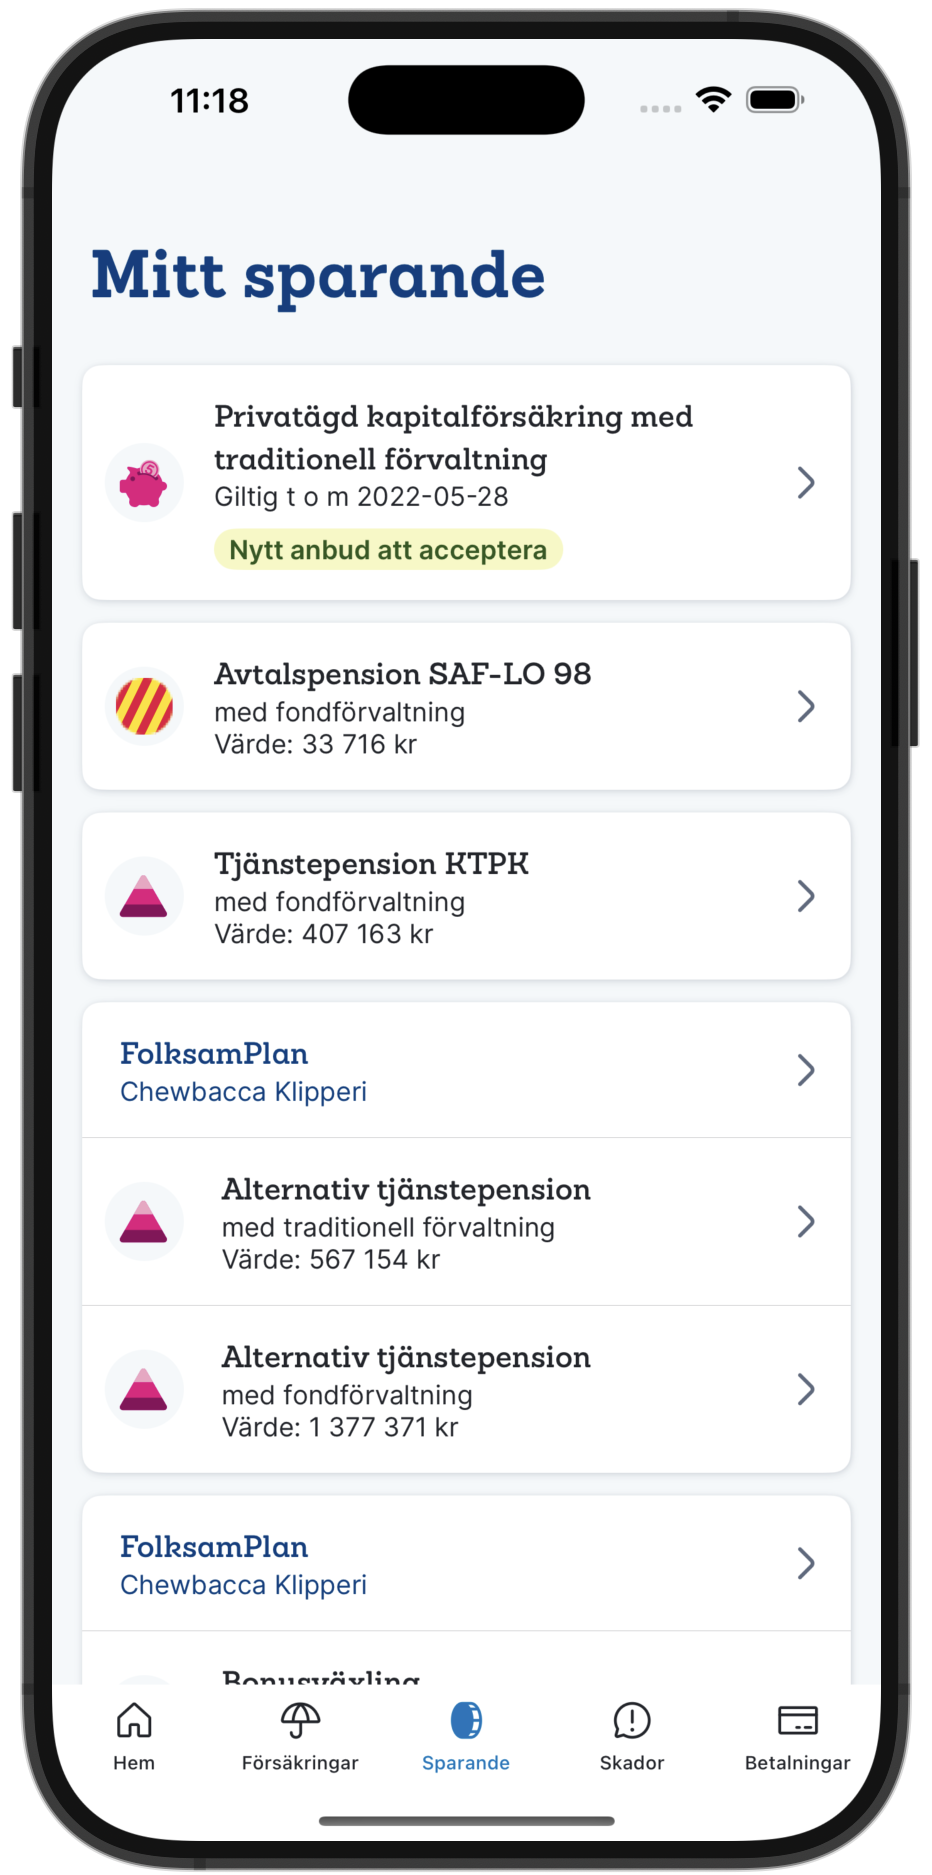 11:18
Mitt sparande
Privatägd kapitalförsäkring med
traditionell förvaltning
Giltig t o m 2022-05-28
Nytt anbud att acceptera
Avtalspension SAF-LO 98
med fondförvaltning
Värde: 33 716 kr
Tjänstepension KTPK
med fondförvaltning
Värde: 407 163 kr
FolksamPlan
Chewbacca Klipperi
Alternativ tjänstepension
med traditionell förvaltning
Värde: 567 154 kr
Alternativ tjänstepension
med fondförvaltning
Värde: 1 377 371 kr
FolksamPlan
Chewbacca Klipperi
Bonusväxling
Hem
Försäkringar
Sparande
Skador
Betalningar